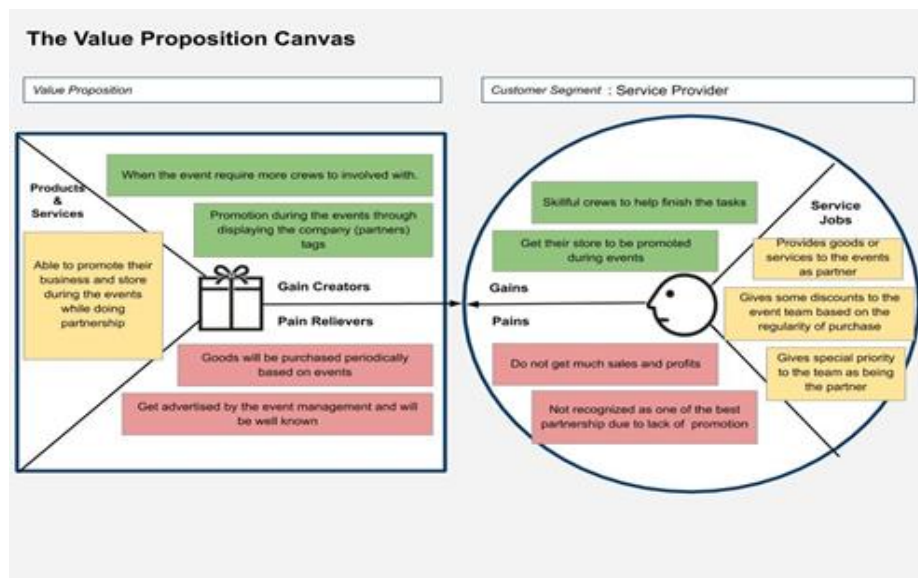 The Value Proposition Canvas
Value Proposition
Customer Segment : Service Provider
Products
&
Services
When the event require more crews to involved with.
Promotion during the events through
displaying the company (partners)
tags
Able to promote their
business and store
during the events
while doing
partnership
Gain Creators
Pain Relievers
Goods will be purchased periodically
based on events
Get advertised by the event management and will
be well known
Skillful crews to help finish the tasks
Get their store to be promoted
during events
Gains
Pains
Do not get much sales and profits
Not recognized as one of the best
partnership due to lack of promotion
Service
Jobs
Provides goods or
services to the events
as partner
Gives some discounts to the
event team based on the
regularity of purchase
Gives special priority
to the team as being
the partner